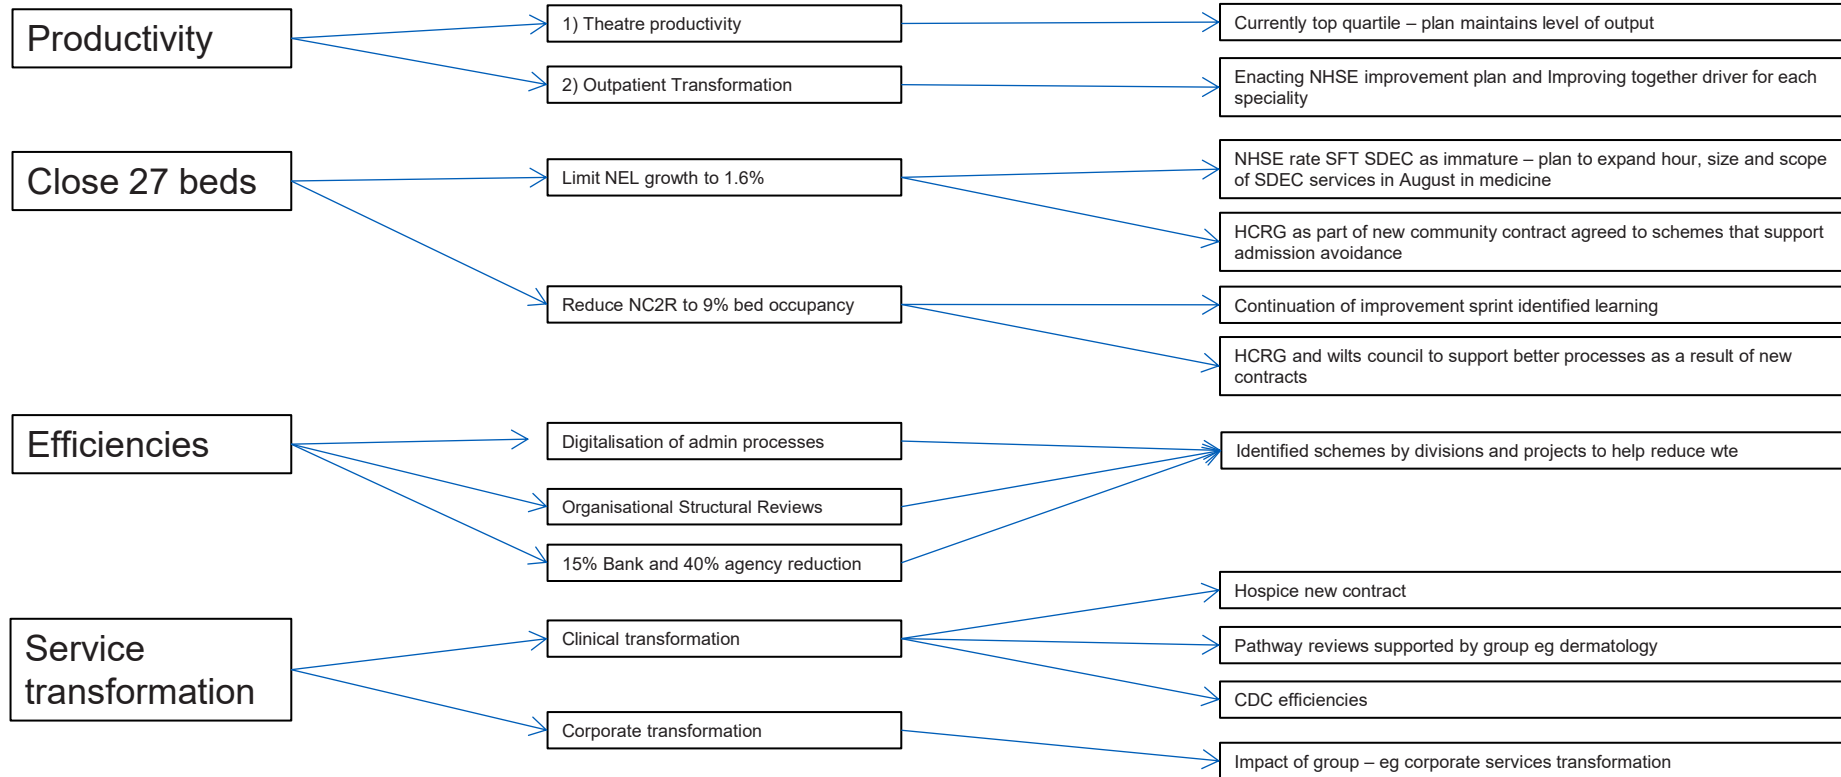 Productivity
1) Theatre productivity
Currently top quartile – plan maintains level of output
2) Outpatient Transformation
Enacting NHSE improvement plan and Improving together driver for each
speciality
Close 27 beds
Limit NEL growth to 1.6%
NHSE rate SFT SDEC as immature – plan to expand hour, size and scope
of SDEC services in August in medicine
HCRG as part of new community contract agreed to schemes that support
admission avoidance
Reduce NC2R to 9% bed occupancy
Continuation of improvement sprint identified learning
HCRG and wilts council to support better processes as a result of new
contracts
Efficiencies
Digitalisation of admin processes
Identified schemes by divisions and projects to help reduce wte
Organisational Structural Reviews
15% Bank and 40% agency reduction
Service
transformation
Clinical transformation
Hospice new contract
Pathway reviews supported by group eg dermatology
CDC efficiencies
Corporate transformation
Impact of group – eg corporate services transformation